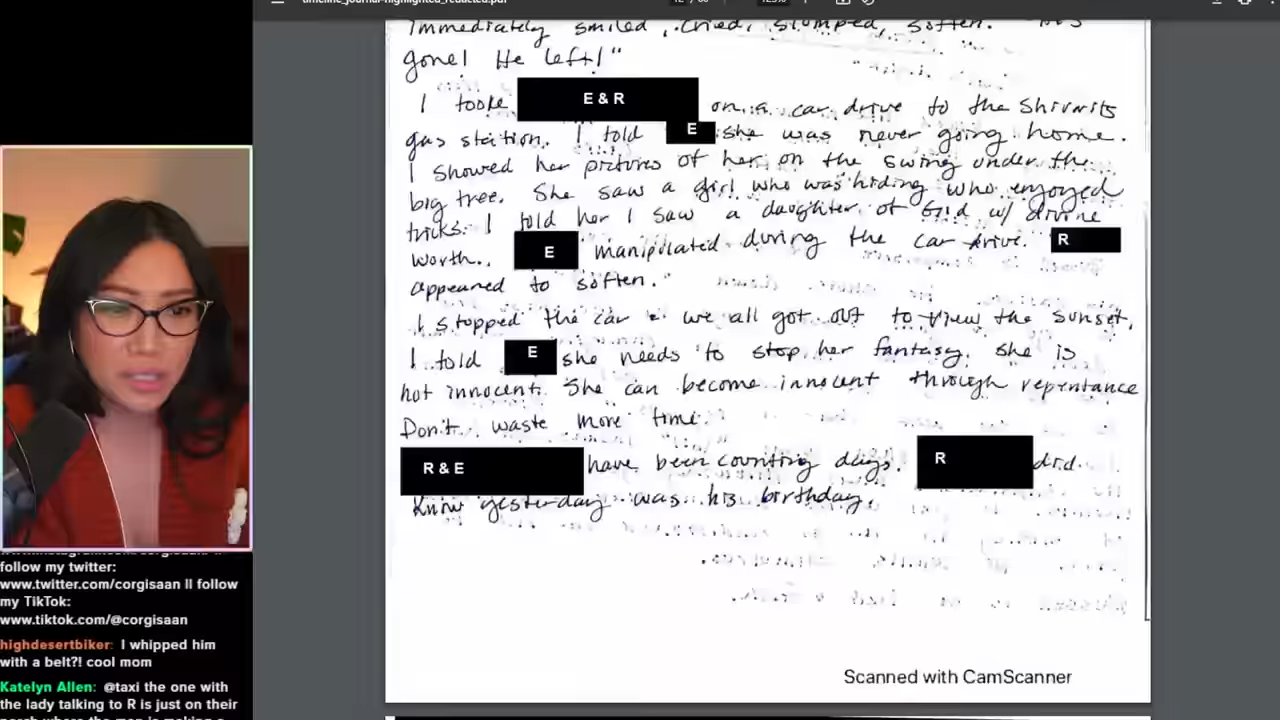 timeline_journal-highlighted_redacted.pdf
immediately smiled, cried, slumped, soften.
gone! He left!"
I tooke E & R on a car drive to the Shivwits
gas station. I told E she was never going home.
I showed her pictures of her on the swing under the
big tree. She saw a girl who was hiding who enjoyed
tricks. I told her I saw a daughter of God w/ divine
worth. E manipulated during the car drive. R
appeared to soften."
I stopped the car & we all got out to view the sunset.
I told E she needs to stop her fantasy. She is
not innocent. She can become innocent through repentance
Don't waste more time.
R & E have been counting days. R did
know yesterday was his birthday.
Scanned with CamScanner
follow my twitter:
www.twitter.com/corgisaan ll follow
my TikTok:
www.tiktok.com/@corgisaan
highdesertbiker: I whipped him
with a belt?! cool mom
Katelyn Allen: @taxi the one with
the lady talking to R is just on their